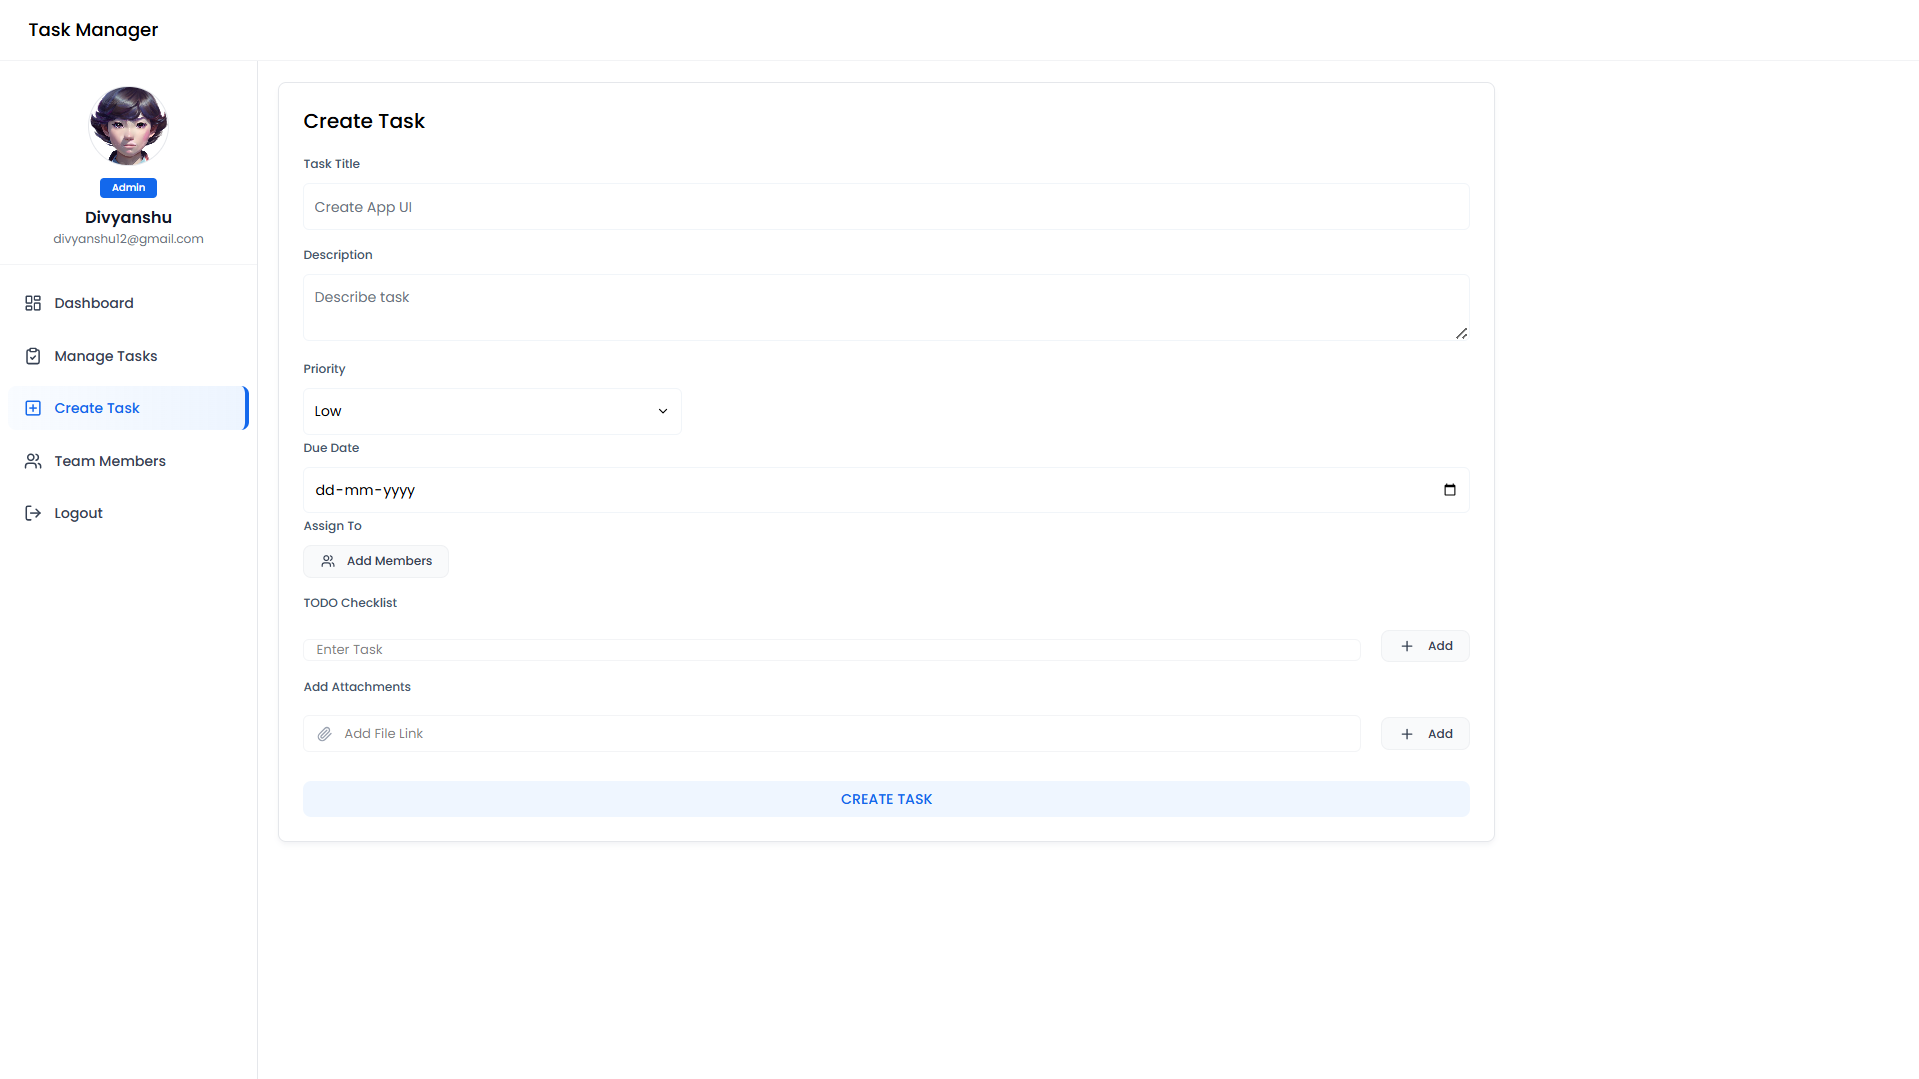 Task Manager
Admin
Divyanshu
divyanshu12@gmail.com
Dashboard
Manage Tasks
Create Task
Team Members
Logout
Create Task
Task Title
Create App UI
Description
Describe task
Priority
Low
Due Date
dd-mm-yyyy
Assign To
Add Members
TODO Checklist
Enter Task
Add
Add Attachments
Add File Link
Add
CREATE TASK